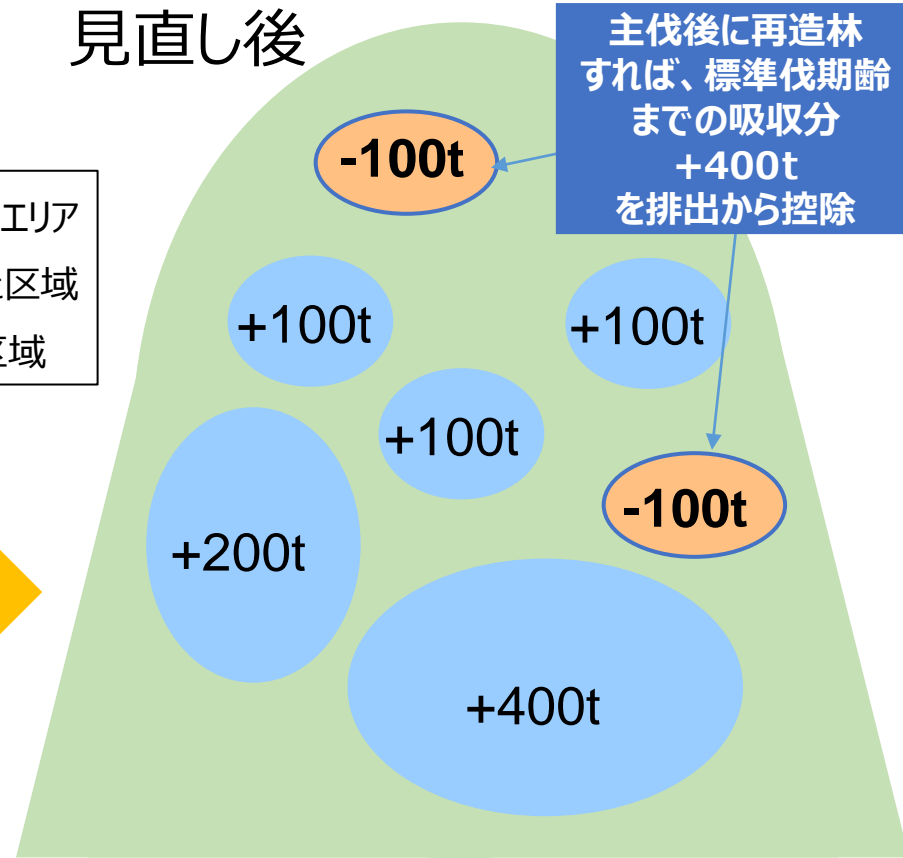 見直し後
主伐後に再造林
すれば、標準伐期齢
までの吸収分
+400t
を排出から控除
-100t
エリア
区域
区域
+100t
+100t
+100t
-100t
+200t
+400t